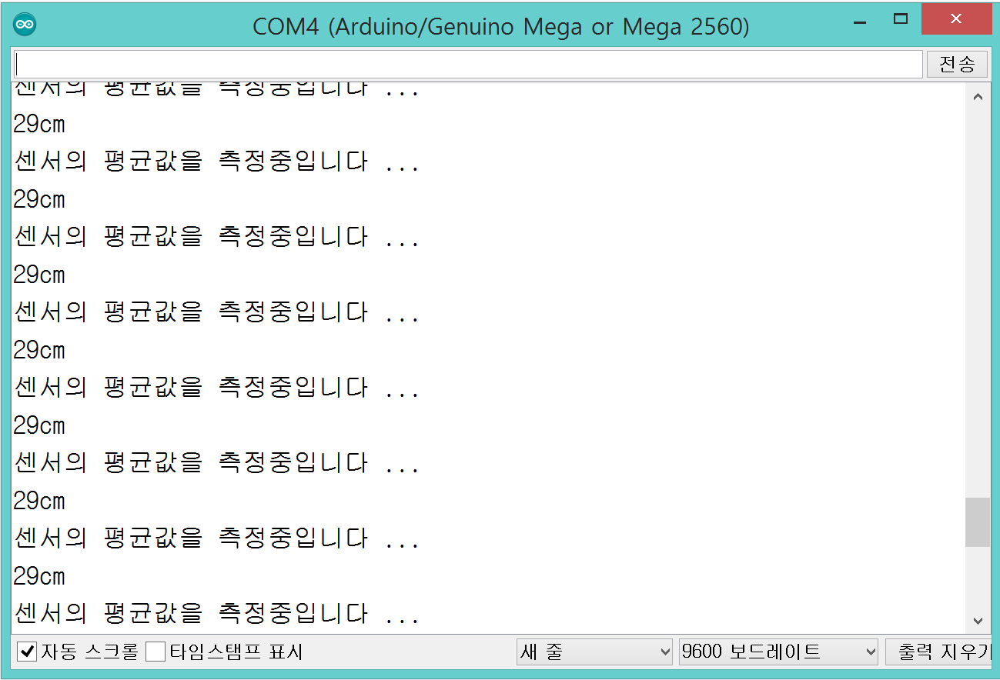 COM4 (Arduino/Genuino Mega or Mega 2560)
전송
센서의 평균값을 측정중입니다 ...
29cm
센서의 평균값을 측정중입니다 ...
29cm
센서의 평균값을 측정중입니다 ...
29cm
센서의 평균값을 측정중입니다 ...
29cm
센서의 평균값을 측정중입니다 ...
29cm
센서의 평균값을 측정중입니다 ...
29cm
센서의 평균값을 측정중입니다 ...
29cm
센서의 평균값을 측정중입니다 ...
자동 스크롤 타임스탬프 표시 새 줄 9600 보드레이트 출력 지우기